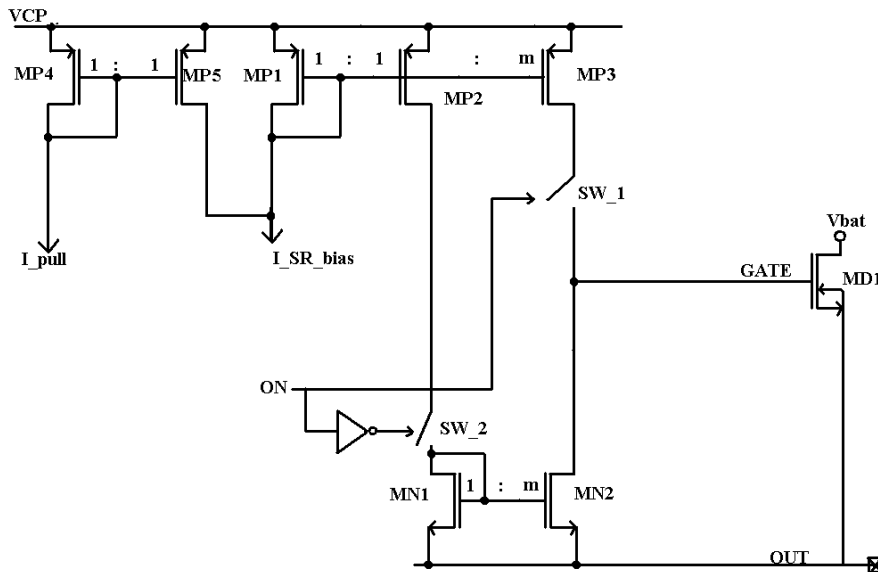 VCP
MP4 1 : 1 MP5 MP1 1 : 1 MP2 : m MP3
SW_1
I_pull I_SR_bias
Vbat
GATE MD1
ON
SW_2
MN1 1 : m MN2
OUT